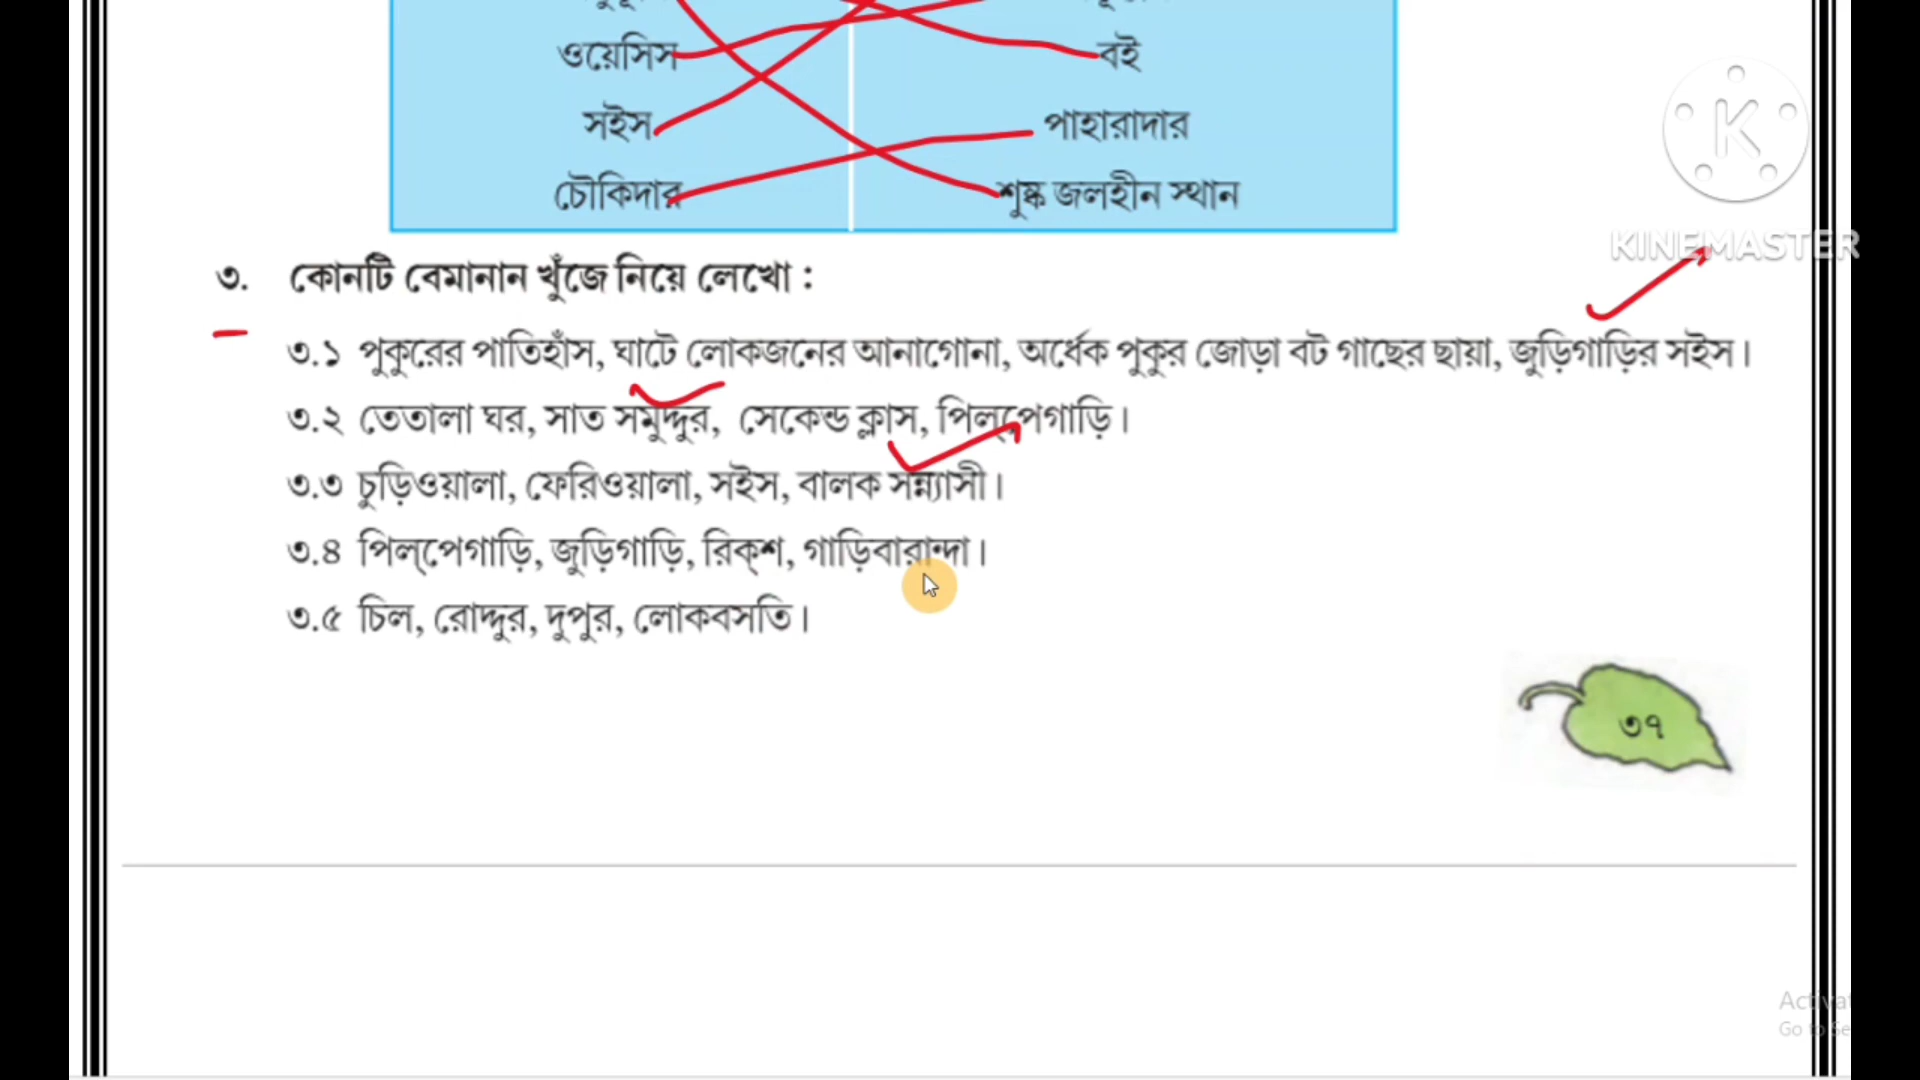 ওয়েসিস বই
সইস পাহারাদার
চৌকিদার শুষ্ক জলহীন স্থান
KINEMASTER
৩. কোনটি বেমানান খুঁজে নিয়ে লেখো :
৩.১ পুকুরের পাতিহাঁস, ঘাটে লোকজনের আনাগোনা, অর্ধেক পুকুর জোড়া বট গাছের ছায়া, জুড়িগাড়ির সইস।
৩.২ তেতালা ঘর, সাত সমুদ্দুর, সেকেন্ড ক্লাস, পিল্‌পেগাড়ি।
৩.৩ চুড়িওয়ালা, ফেরিওয়ালা, সইস, বালক সন্ন্যাসী।
৩.৪ পিল্‌পেগাড়ি, জুড়িগাড়ি, রিক্‌শ, গাড়িবারান্দা।
৩.৫ চিল, রোদ্দুর, দুপুর, লোকবসতি।
৩৭